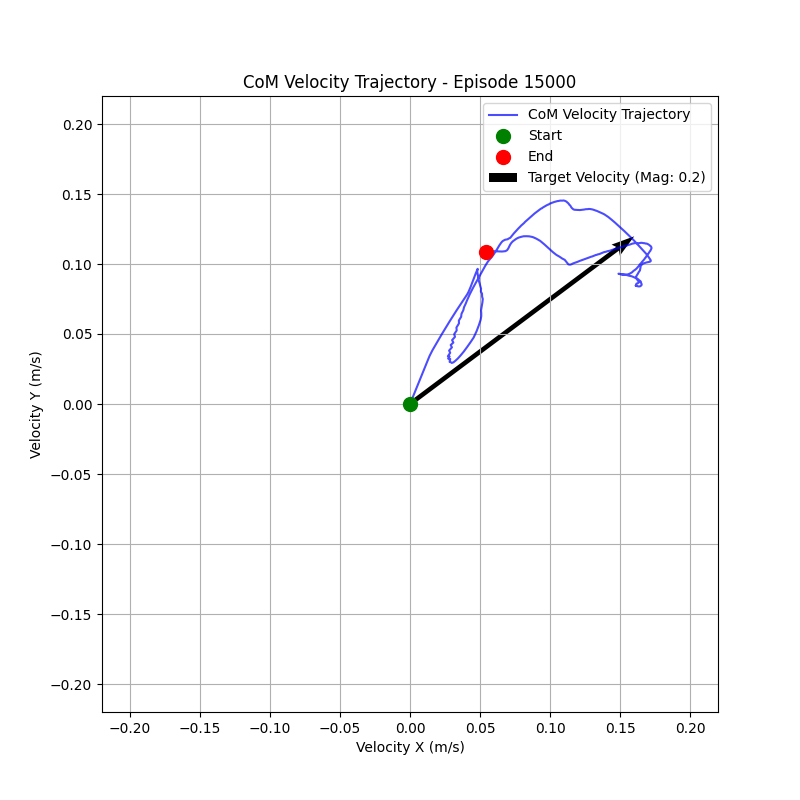 CoM Velocity Trajectory - Episode 15000
CoM Velocity Trajectory
Start
End
Target Velocity (Mag: 0.2)
0.20
0.15
0.10
0.05
0.00
−0.05
−0.10
−0.15
−0.20
Velocity Y (m/s)
−0.20 −0.15 −0.10 −0.05 0.00 0.05 0.10 0.15 0.20
Velocity X (m/s)